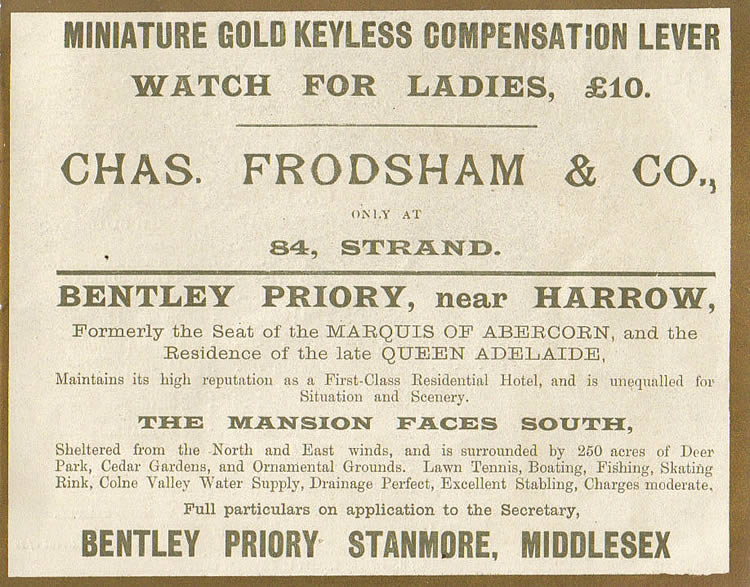 MINIATURE GOLD KEYLESS COMPENSATION LEVER
WATCH FOR LADIES, £10.
CHAS. FRODSHAM & CO.,
ONLY AT
84, STRAND.
BENTLEY PRIORY, near HARROW,
Formerly the Seat of the MARQUIS OF ABERCORN, and the
Residence of the late QUEEN ADELAIDE,
Maintains its high reputation as a First-Class Residential Hotel, and is unequalled for
Situation and Scenery.
THE MANSION FACES SOUTH,
Sheltered from the North and East winds, and is surrounded by 250 acres of Deer
Park, Cedar Gardens, and Ornamental Grounds. Lawn Tennis, Boating, Fishing, Skating
Rink, Colne Valley Water Supply, Drainage Perfect, Excellent Stabling, Charges moderate.
Full particulars on application to the Secretary,
BENTLEY PRIORY STANMORE, MIDDLESEX